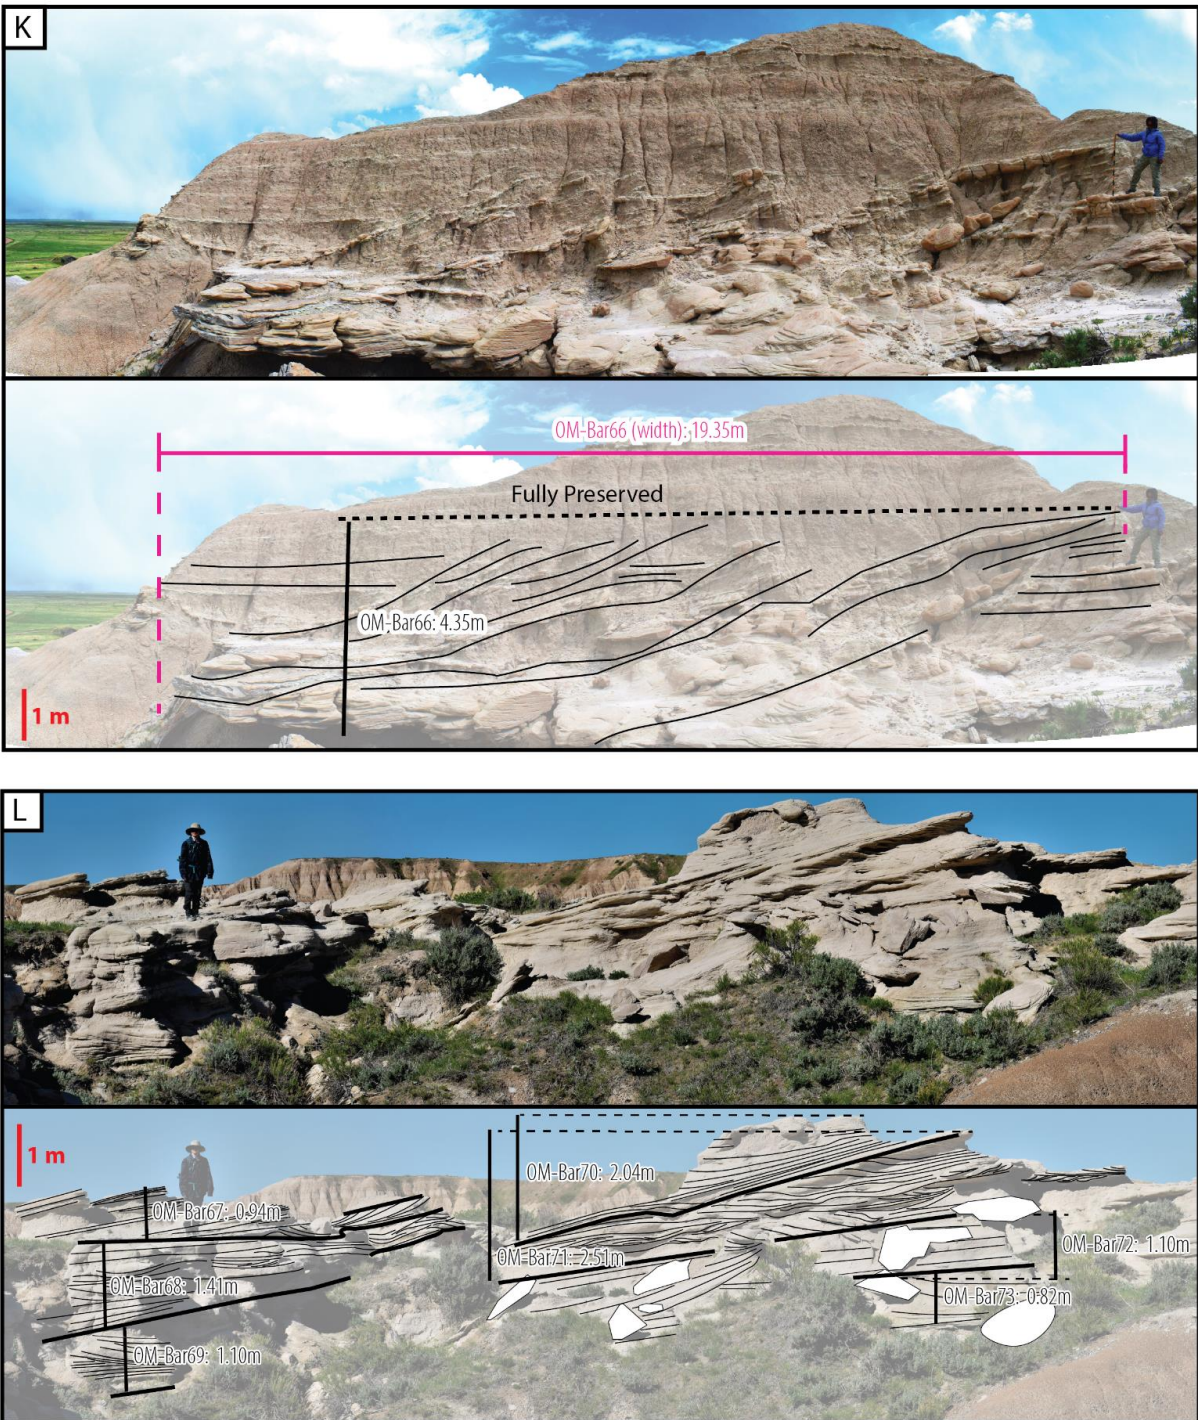 K
OM-Bar66 (width): 19.35m
Fully Preserved
OM-Bar66: 4.35m
1 m
L
1 m
OM-Bar70: 2.04m
OM-Bar67: 0.94m
OM-Bar71: 2.51m
OM-Bar72: 1.10m
OM-Bar68: 1.41m
OM-Bar73: 0.82m
OM-Bar69: 1.10m